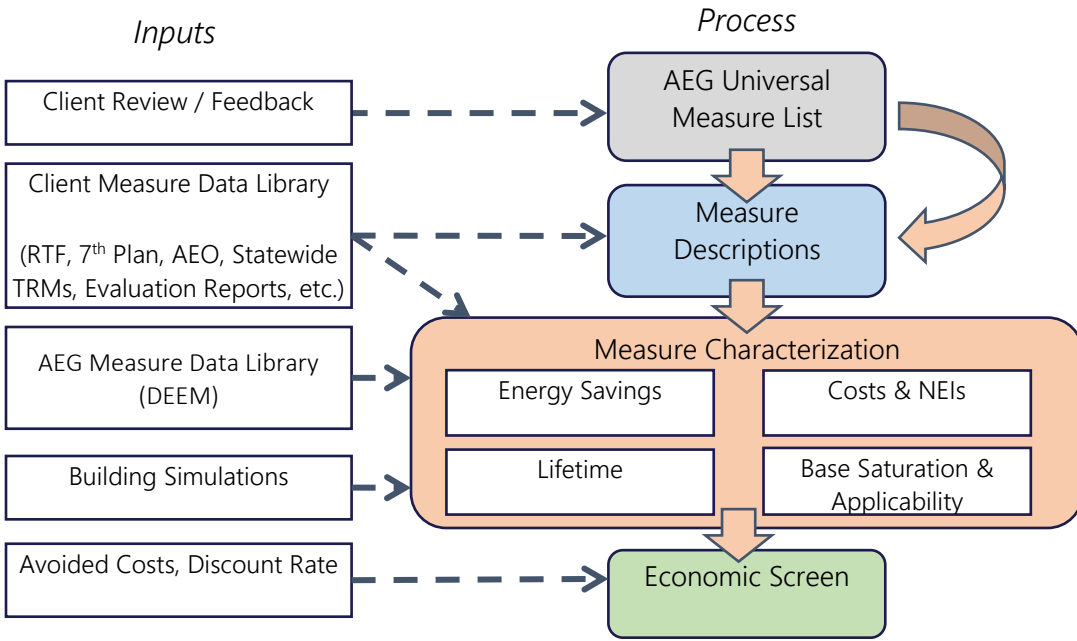 Inputs
Process
Client Review / Feedback
AEG Universal
Measure List
Client Measure Data Library
(RTF, 7th Plan, AEO, Statewide
TRMs, Evaluation Reports, etc.)
Measure
Descriptions
AEG Measure Data Library
(DEEM)
Measure Characterization
Energy Savings
Costs & NEIs
Building Simulations
Lifetime
Base Saturation &
Applicability
Avoided Costs, Discount Rate
Economic Screen